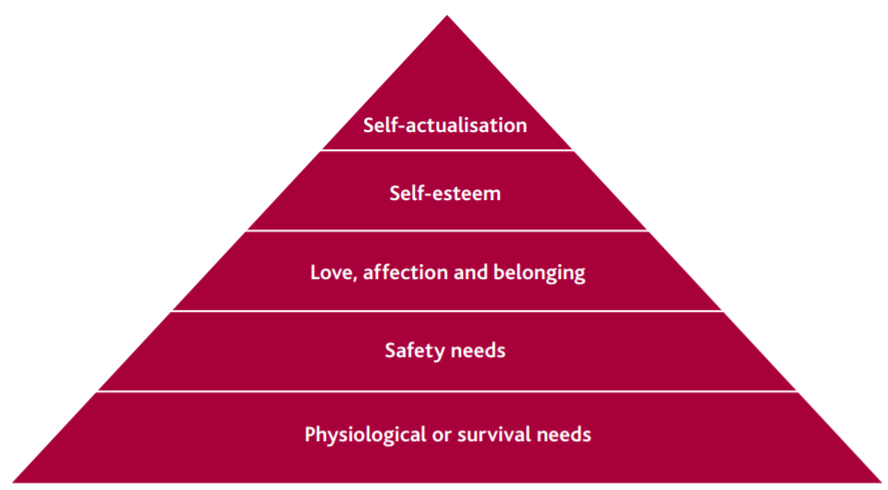 Self-actualisation
Self-esteem
Love, affection and belonging
Safety needs
Physiological or survival needs